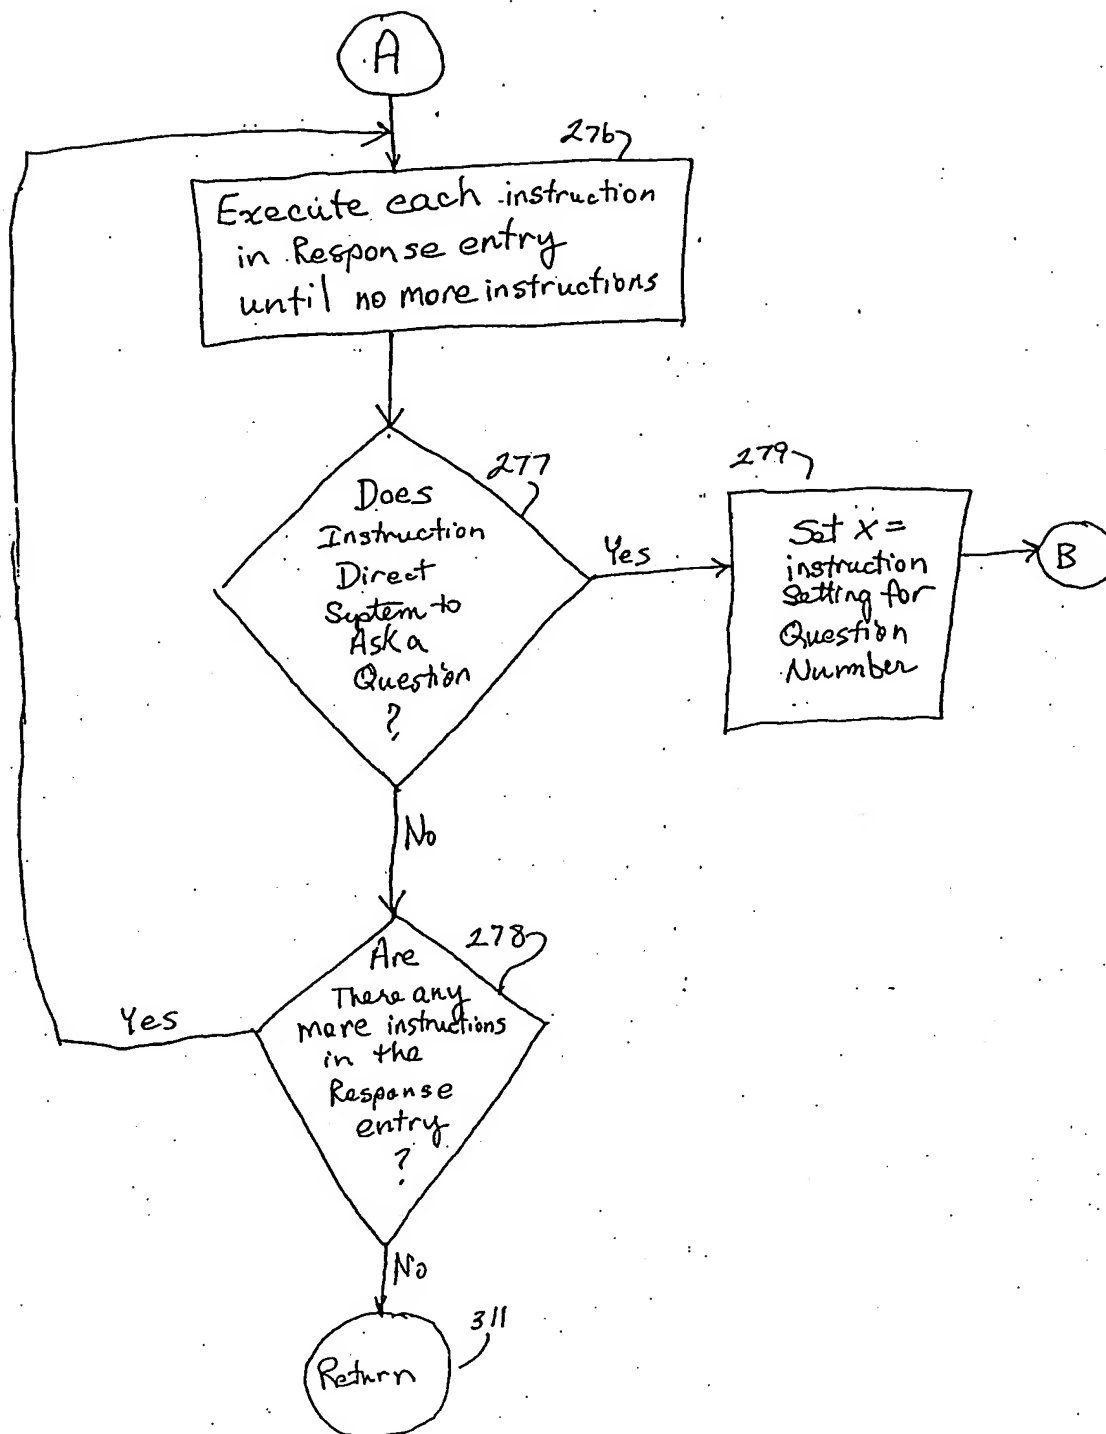 A
276
Execute each instruction
in Response entry
until no more instructions
277
Does
Instruction
Direct
System to
Ask a
Question
?
Yes
279
Set X =
instruction
Setting for
Question
Number
B
No
278
Are
There any
more instructions
in the
Response
entry
?
Yes
No
311
Return